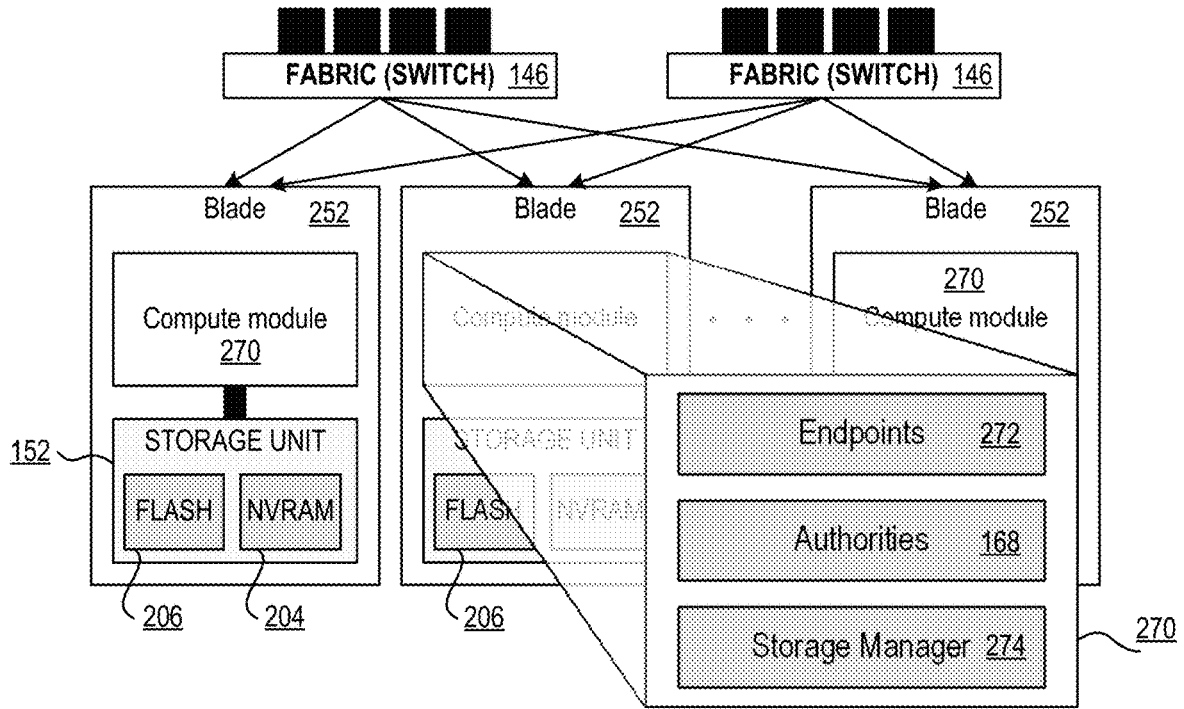 FABRIC (SWITCH) 146
FABRIC (SWITCH) 146
Blade 252
Blade 252
Blade 252
Compute module
270
Compute module
. . .
270
Compute module
STORAGE UNIT
152
FLASH
NVRAM
206
204
STORAGE UNIT
FLASH
NVRAM
206
Endpoints 272
Authorities 168
Storage Manager 274
270